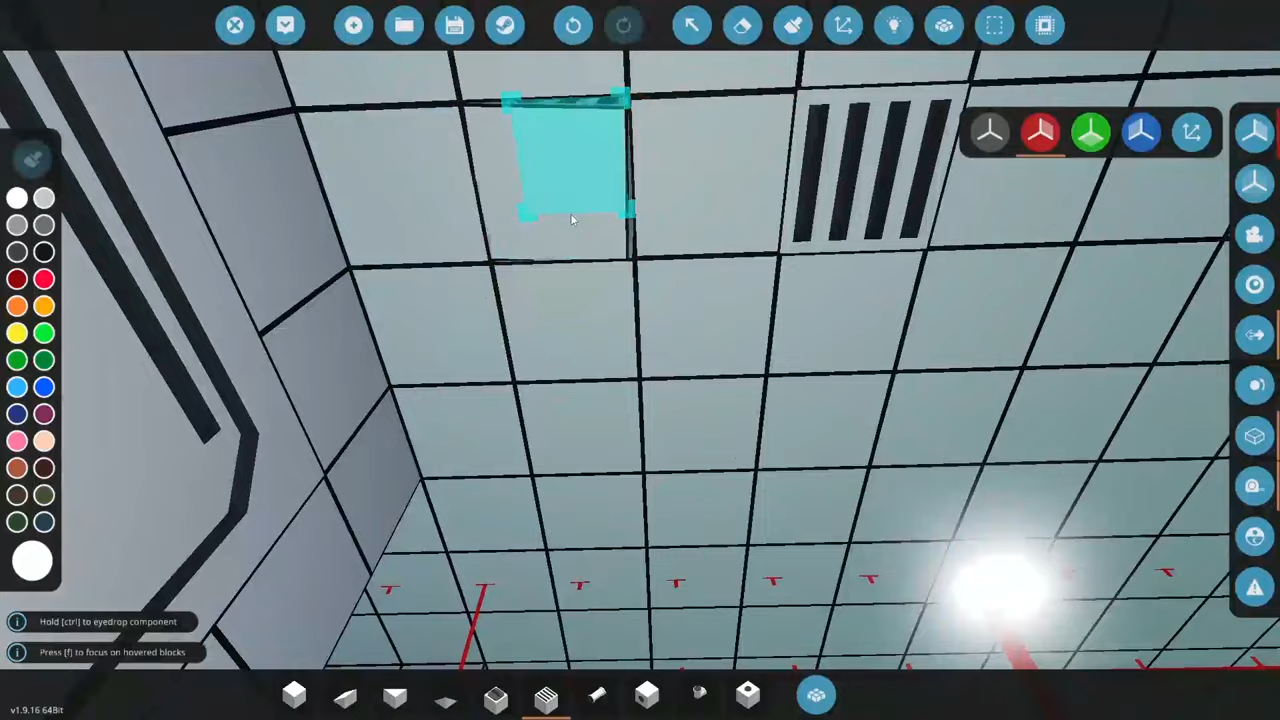 Hold [ctrl] to eyedrop component
Press [f] to focus on hovered blocks
v1.9.16 64Bit